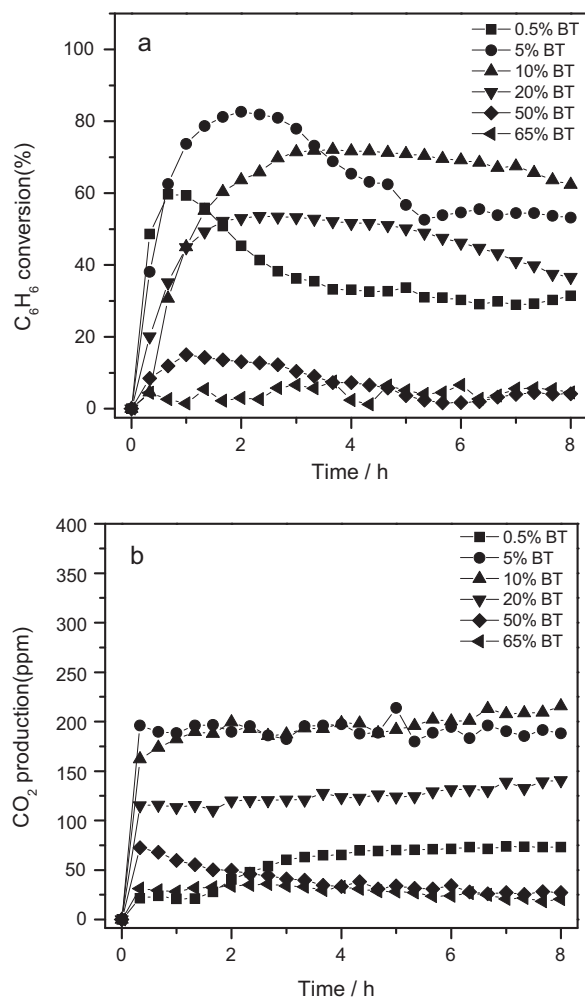 a
0.5% BT
5% BT
10% BT
20% BT
50% BT
65% BT
100
80
60
40
20
0
C₆H₆ conversion(%)
0 2 4 6 8
Time / h
b
0.5% BT
5% BT
10% BT
20% BT
50% BT
65% BT
400
375
300
250
200
150
100
50
0
CO₂ production(ppm)
0 2 4 6 8
Time / h